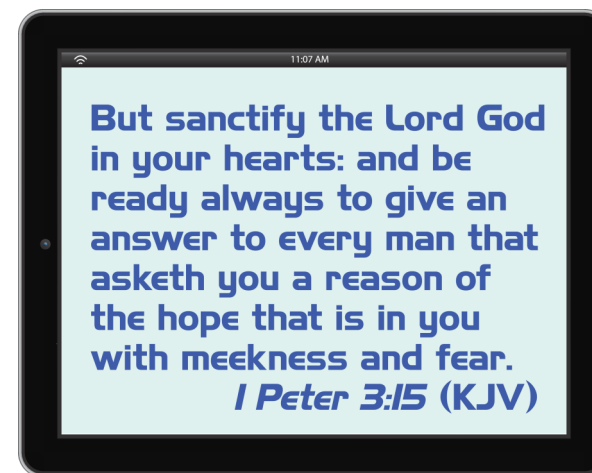 11:07 AM
But sanctify the Lord God
in your hearts: and be
ready always to give an
answer to every man that
asketh you a reason of
the hope that is in you
with meekness and fear.
1 Peter 3:15 (KJV)